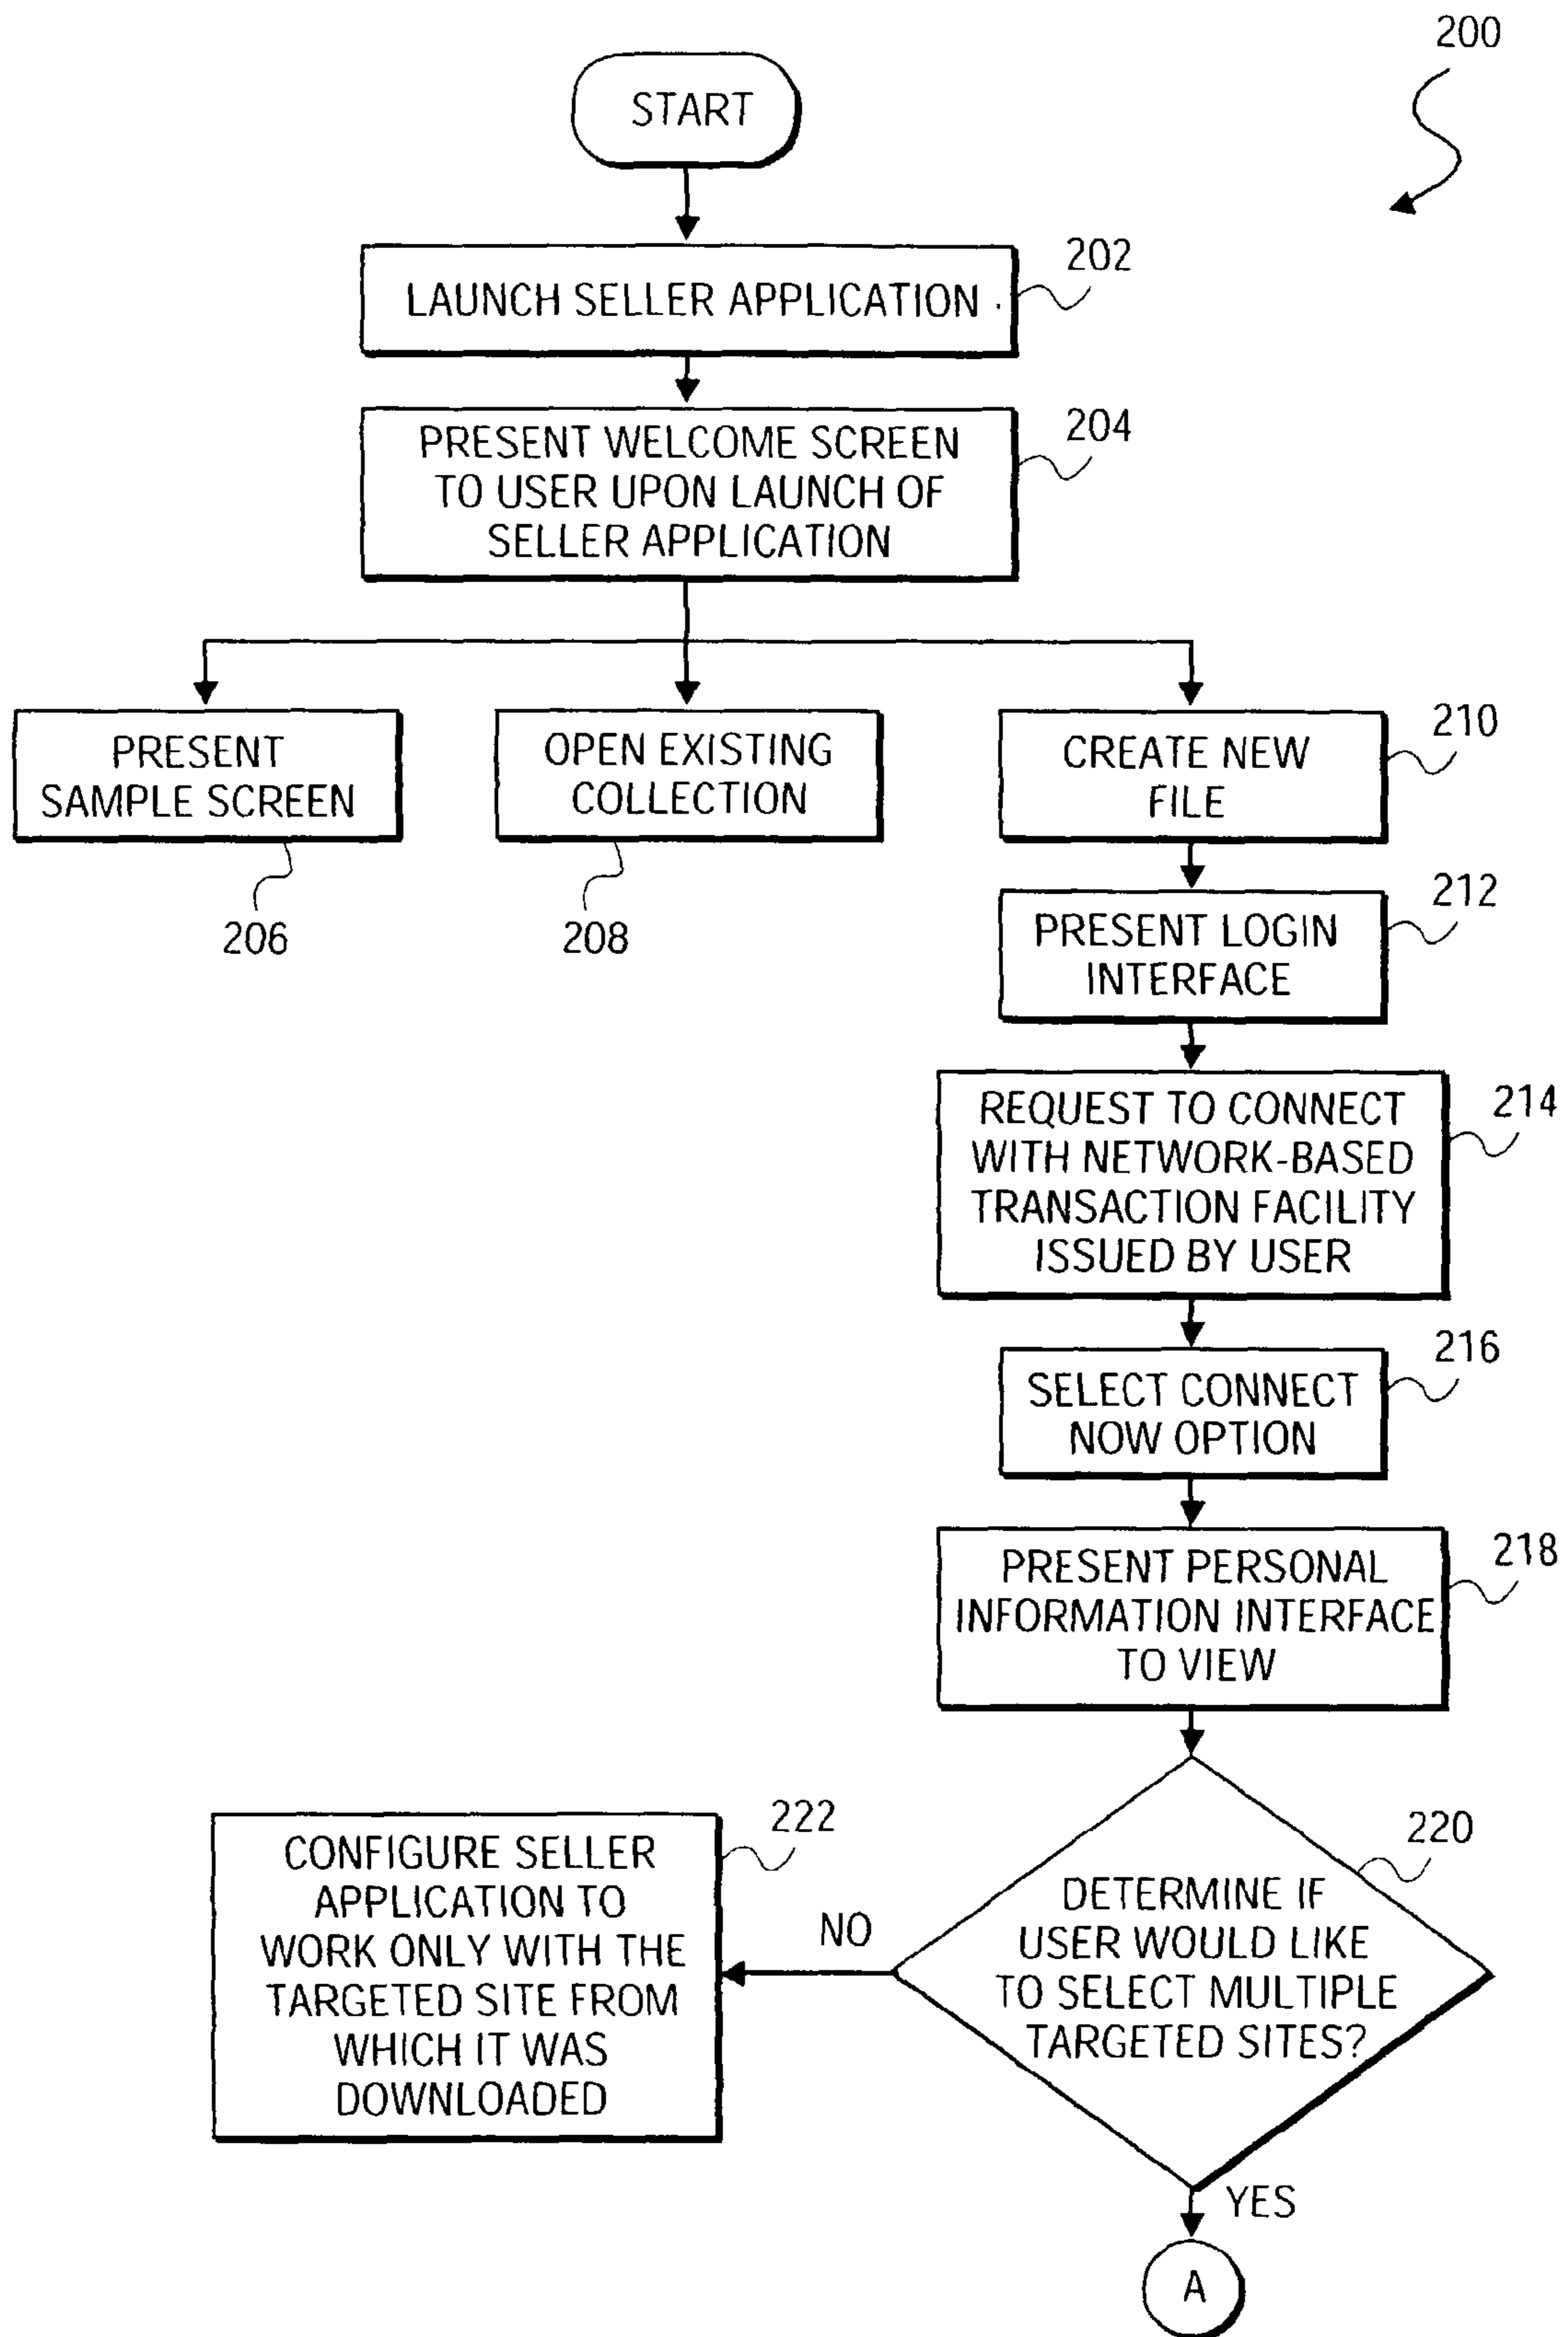 200
START
202
LAUNCH SELLER APPLICATION
204
PRESENT WELCOME SCREEN
TO USER UPON LAUNCH OF
SELLER APPLICATION
PRESENT
SAMPLE SCREEN
206
OPEN EXISTING
COLLECTION
208
210
CREATE NEW
FILE
212
PRESENT LOGIN
INTERFACE
214
REQUEST TO CONNECT
WITH NETWORK-BASED
TRANSACTION FACILITY
ISSUED BY USER
216
SELECT CONNECT
NOW OPTION
218
PRESENT PERSONAL
INFORMATION INTERFACE
TO VIEW
220
DETERMINE IF
USER WOULD LIKE
TO SELECT MULTIPLE
TARGETED SITES?
NO
222
CONFIGURE SELLER
APPLICATION TO
WORK ONLY WITH THE
TARGETED SITE FROM
WHICH IT WAS
DOWNLOADED
YES
A